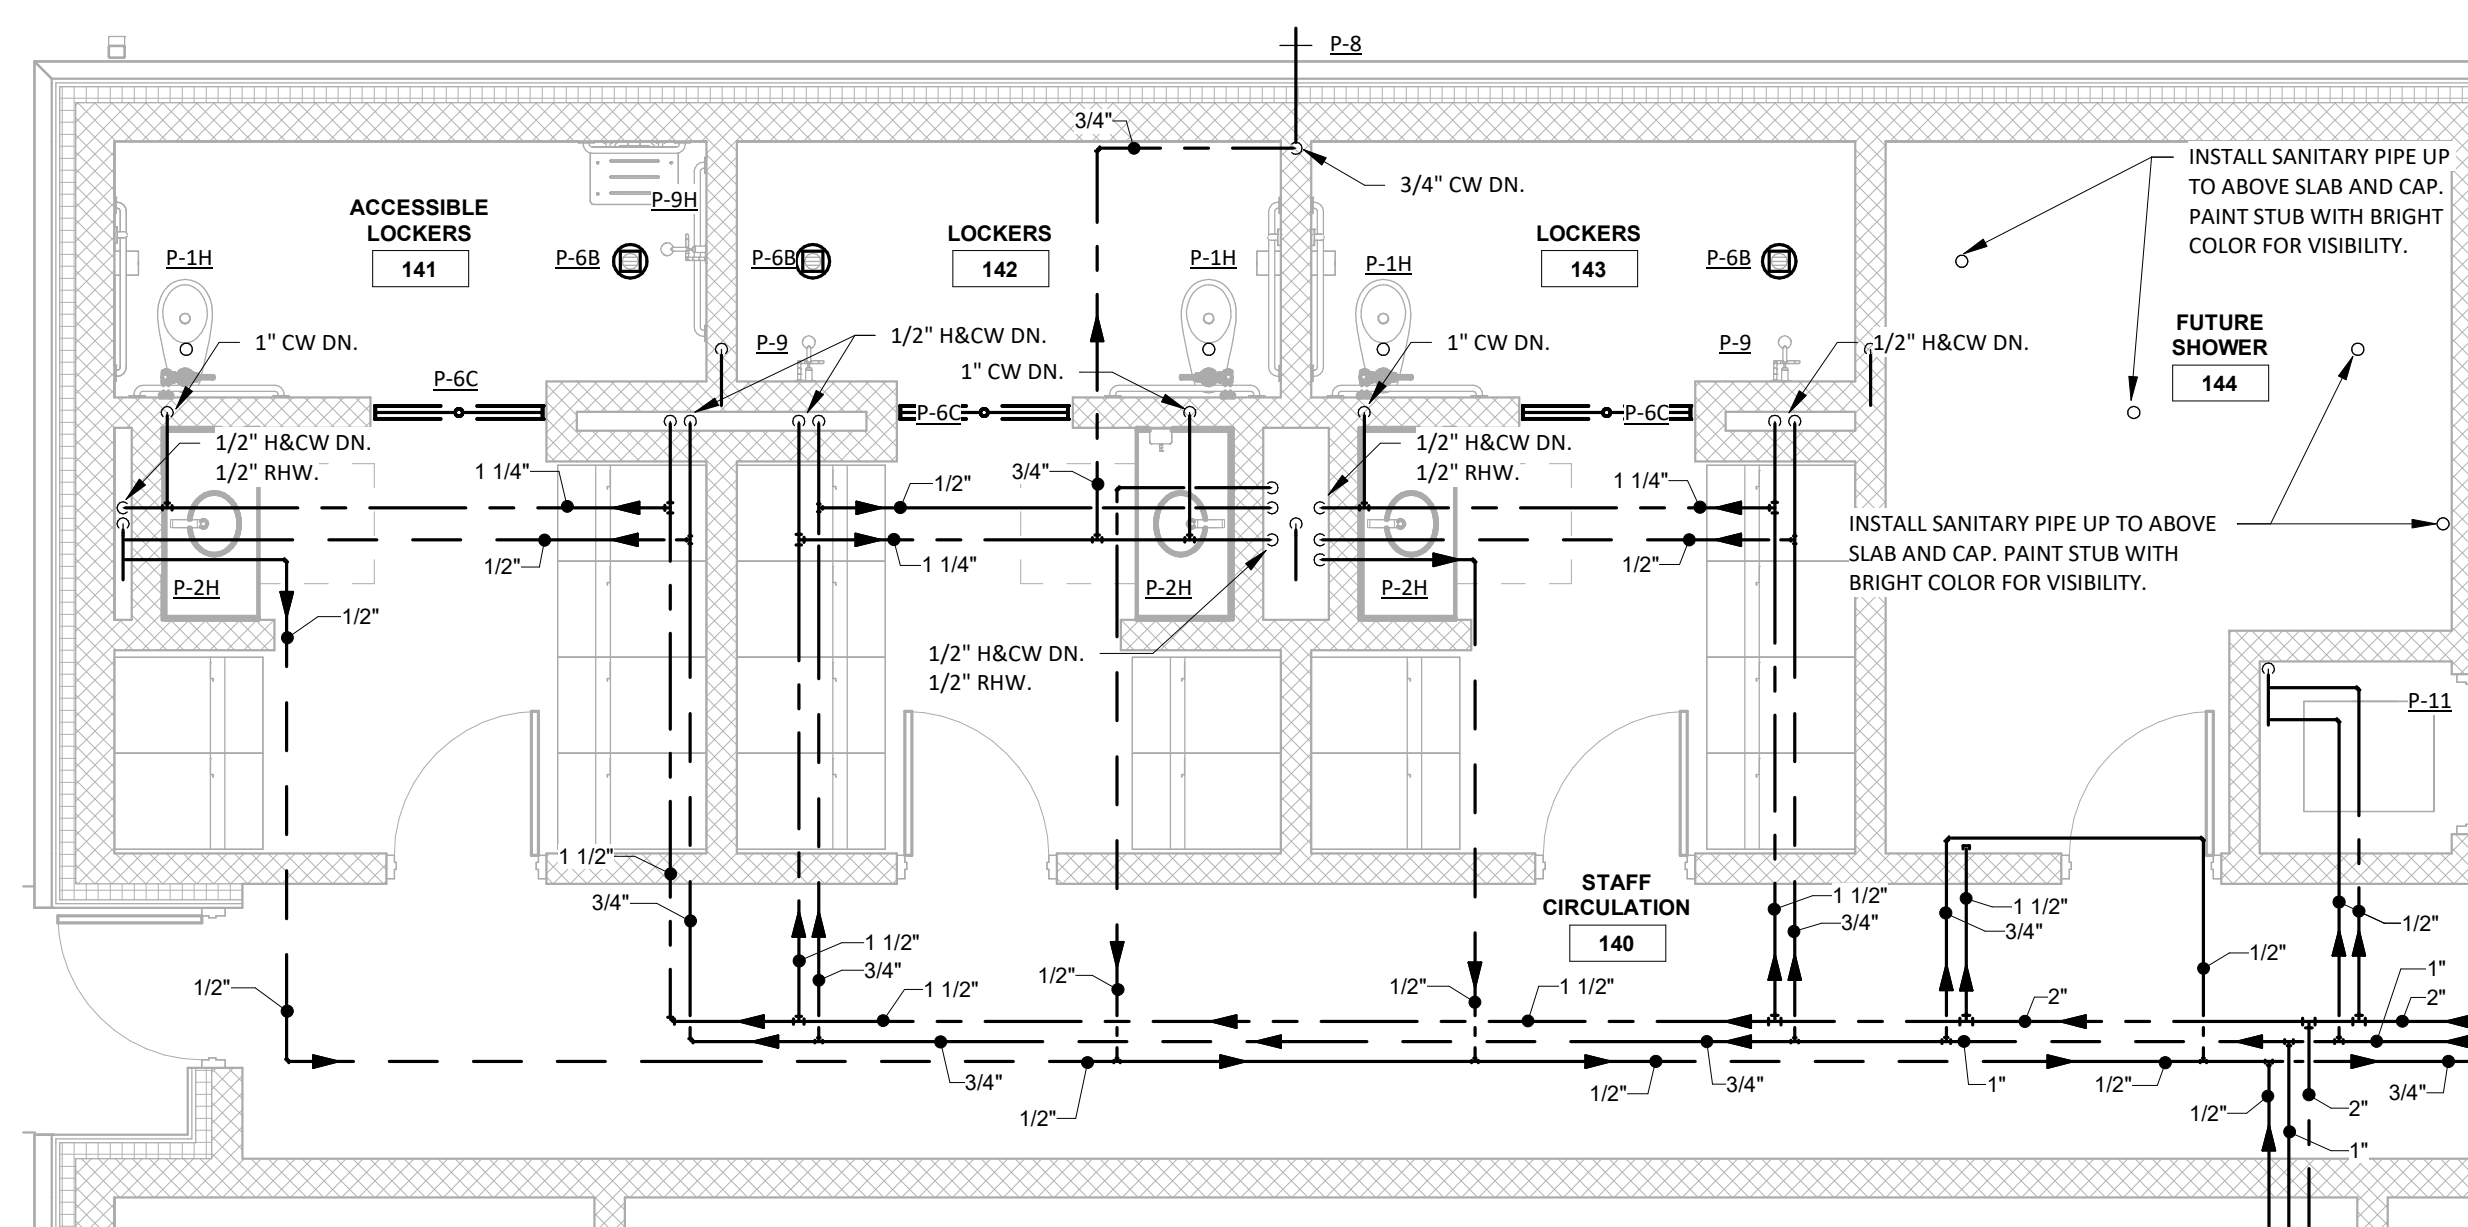 P-8
3/4"
3/4" CW DN.
INSTALL SANITARY PIPE UP
TO ABOVE SLAB AND CAP.
PAINT STUB WITH BRIGHT
COLOR FOR VISIBILITY.
ACCESSIBLE
LOCKERS
141
P-9H
P-1H
P-6B
P-6B
LOCKERS
142
P-1H
P-1H
LOCKERS
143
P-6B
1" CW DN.
P-6C
P-9
1/2" H&CW DN.
1" CW DN.
P-6C
1" CW DN.
P-9
P-6C
1/2" H&CW DN.
FUTURE
SHOWER
144
1/2" H&CW DN.
1/2" RHW.
1 1/4"
1/2"
1/2"
1 1/4"
3/4"
1/2" H&CW DN.
1/2" RHW.
1 1/4"
1/2"
INSTALL SANITARY PIPE UP TO ABOVE
SLAB AND CAP. PAINT STUB WITH
BRIGHT COLOR FOR VISIBILITY.
P-2H
1/2"
P-2H
P-2H
1/2" H&CW DN.
1/2" RHW.
P-11
1 1/2"
3/4"
1 1/2"
3/4"
STAFF
CIRCULATION
140
1 1/2"
3/4"
1 1/2"
3/4"
1/2"
1/2"
1/2"
1 1/2"
1/2"
1/2"
1 1/2"
2"
1"
2"
3/4"
1/2"
1/2"
3/4"
1"
1/2"
1/2"
3/4"
2"
1"